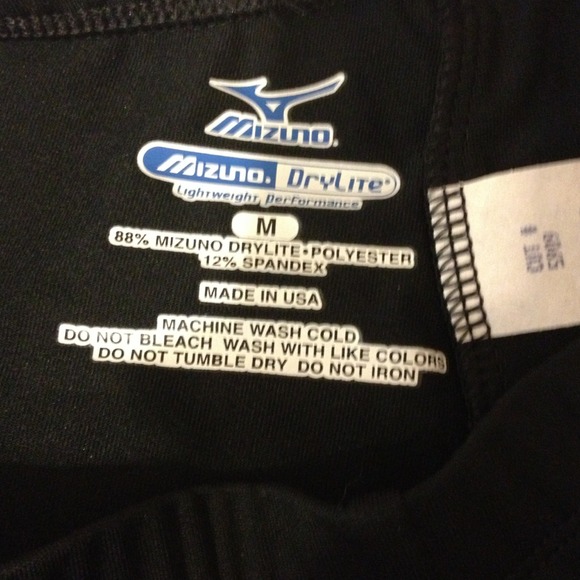 Mizuno.
Mizuno. DryLite®
Lightweight performance
M
88% MIZUNO DRYLITE•POLYESTER
12% SPANDEX
MADE IN USA
MACHINE WASH COLD
DO NOT BLEACH WASH WITH LIKE COLORS
DO NOT TUMBLE DRY DO NOT IRON